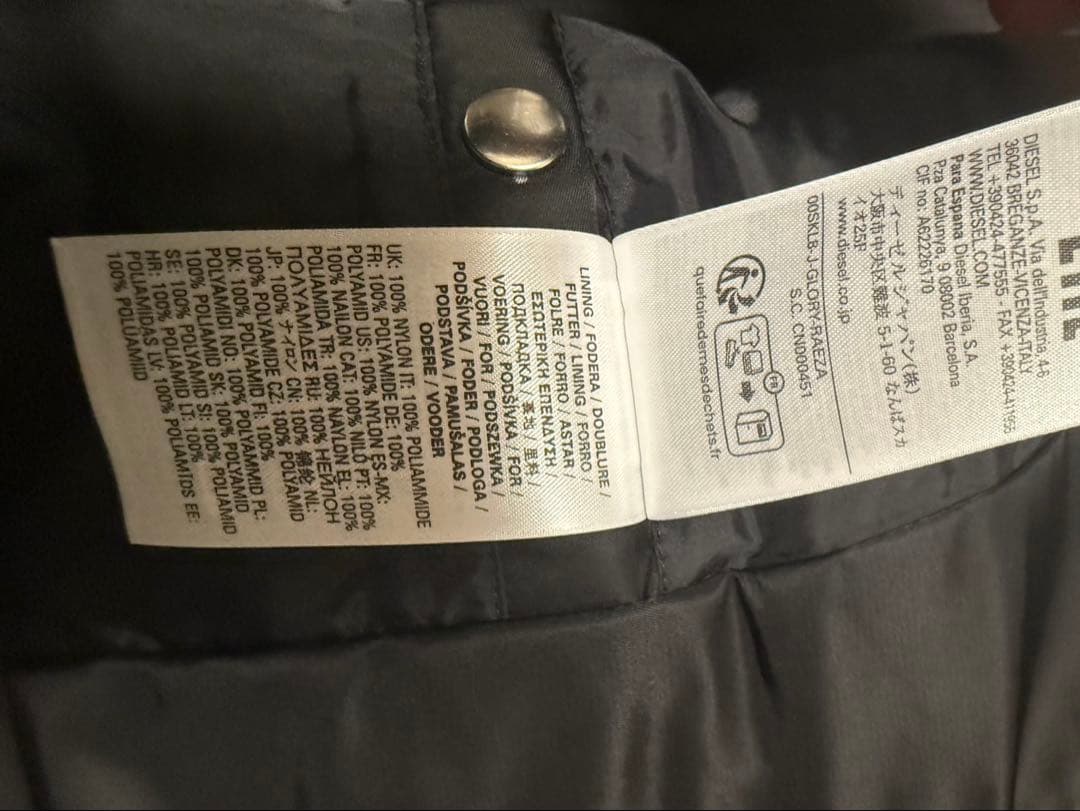 DIESEL S.p.A. Via dell'Industria 4-6
36042 BREGANZE-VICENZA-ITALY
TEL +390424-477555 FAX +390424-411955
WWW.DIESEL.COM
Para Espana Diesel Iberia, S.A.
Pza Catalunya, 9 08002 Barcelona
CIF no: A62226170
ディーゼルジャパン(株)
大阪市中央区難波 5-1-60 なんばスカ
イオ25F
www.diesel.co.jp
00SKLB-J-GLORY-RAEZA
S.C. CN000451
FR
quefairedemesdechets.fr
LINING / FODERA / DOUBLURE /
FUTTER / LINING / FORRO /
FOLRE / FORRO / ASTAR /
ΕΣΩΤΕΡΙΚΗ ΕΠΕΝΔΥΣΗ /
ПОДКЛАДКА / 裏地 / 里料 /
VOERING / PODŠÍVKA / FOR /
VUORI / FOR / PODSZEWKA /
PODŠÍVKA / FODER / PODLOGA /
PODSTAVA / PAMUŠALAS /
ODERE / VOODER
UK: 100% NYLON IT: 100% POLIAMMIDE
FR: 100% POLYAMIDE DE: 100%
POLYAMID US: 100% NYLON ES-MX:
100% NAILON CAT: 100% NILÓ PT: 100%
POLIAMIDA TR: 100% NAYLON EL: 100%
ΠΟΛΥΑΜΙΔΕΣ RU: 100% НЕЙЛОН
JP: 100% ナイロン CN: 100% 锦纶 NL:
100% POLYAMIDE CZ: 100% POLYAMID
DK: 100% POLYAMID FI: 100%
POLYAMIDI NO: 100% POLYAMMID PL:
100% POLIAMID SK: 100% POLYAMID
SE: 100% POLYAMID SI: 100% POLIAMID
HR: 100% POLIAMID LT: 100%
POLIAMIDAS LV: 100% POLIAMIDS EE:
100% POLÜAMIID